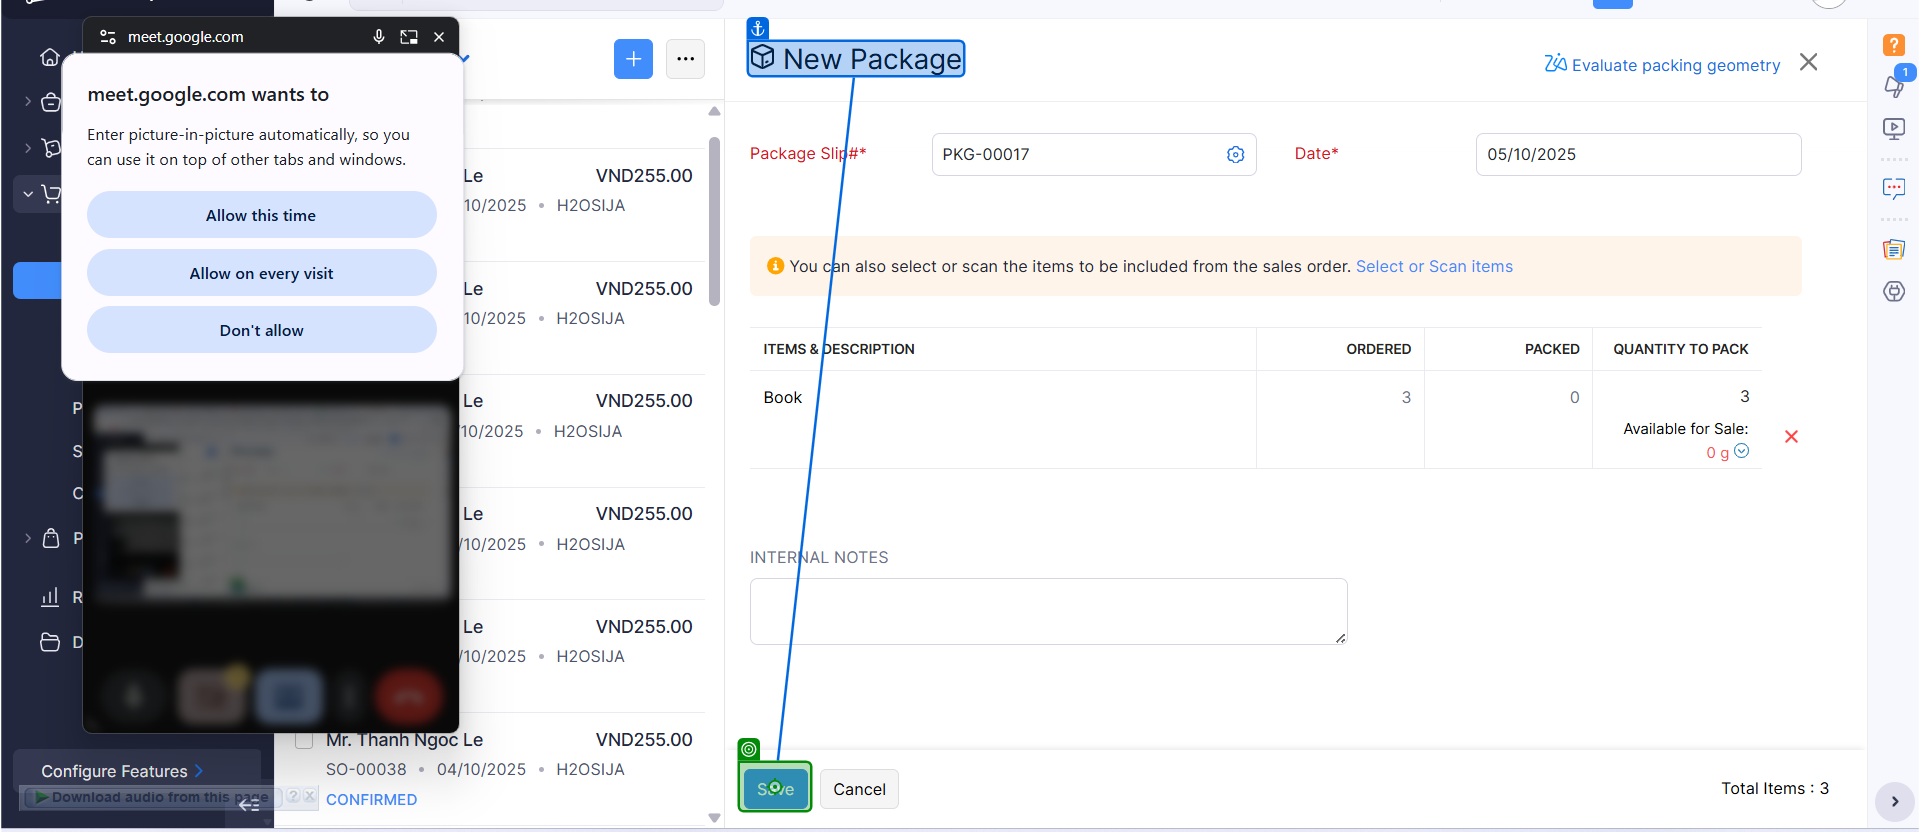 meet.google.com
meet.google.com wants to
Enter picture-in-picture automatically, so you
can use it on top of other tabs and windows.
Allow this time
Allow on every visit
Don't allow
P
S
C
P
R
D
Configure Features
Download audio from this page
Le VND255.00
10/2025 • H2OSIJA
Le VND255.00
10/2025 • H2OSIJA
Le VND255.00
/10/2025 • H2OSIJA
Le VND255.00
/10/2025 • H2OSIJA
Le VND255.00
/10/2025 • H2OSIJA
Mr. Thanh Ngoc Le VND255.00
SO-00038 • 04/10/2025 • H2OSIJA
CONFIRMED
New Package
Evaluate packing geometry
Package Slip#* PKG-00017 Date* 05/10/2025
You can also select or scan the items to be included from the sales order. Select or Scan items
ITEMS & DESCRIPTION ORDERED PACKED QUANTITY TO PACK
Book 3 0 3
Available for Sale:
0 g
INTERNAL NOTES
Save Cancel Total Items : 3
1